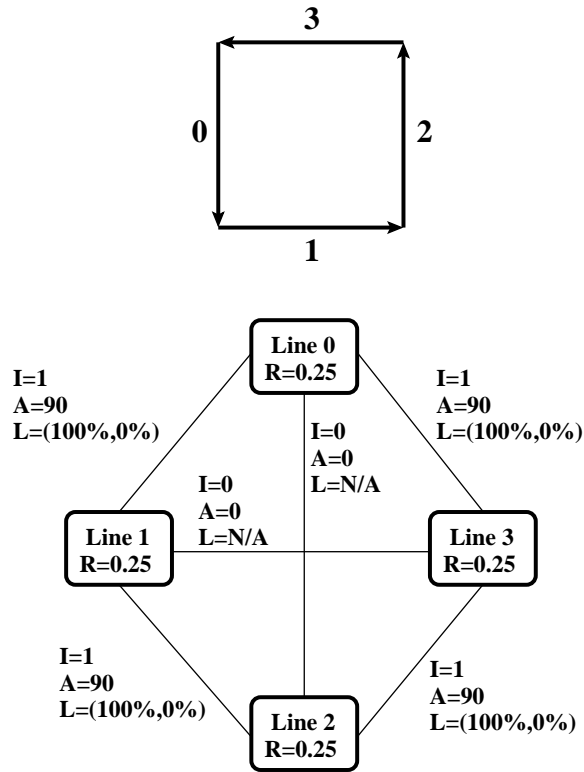 3
0
2
1
Line 0
R=0.25
I=1
A=90
L=(100%,0%)
I=1
A=90
L=(100%,0%)
I=0
A=0
L=N/A
I=0
A=0
L=N/A
Line 1
R=0.25
Line 3
R=0.25
I=1
A=90
L=(100%,0%)
I=1
A=90
L=(100%,0%)
Line 2
R=0.25